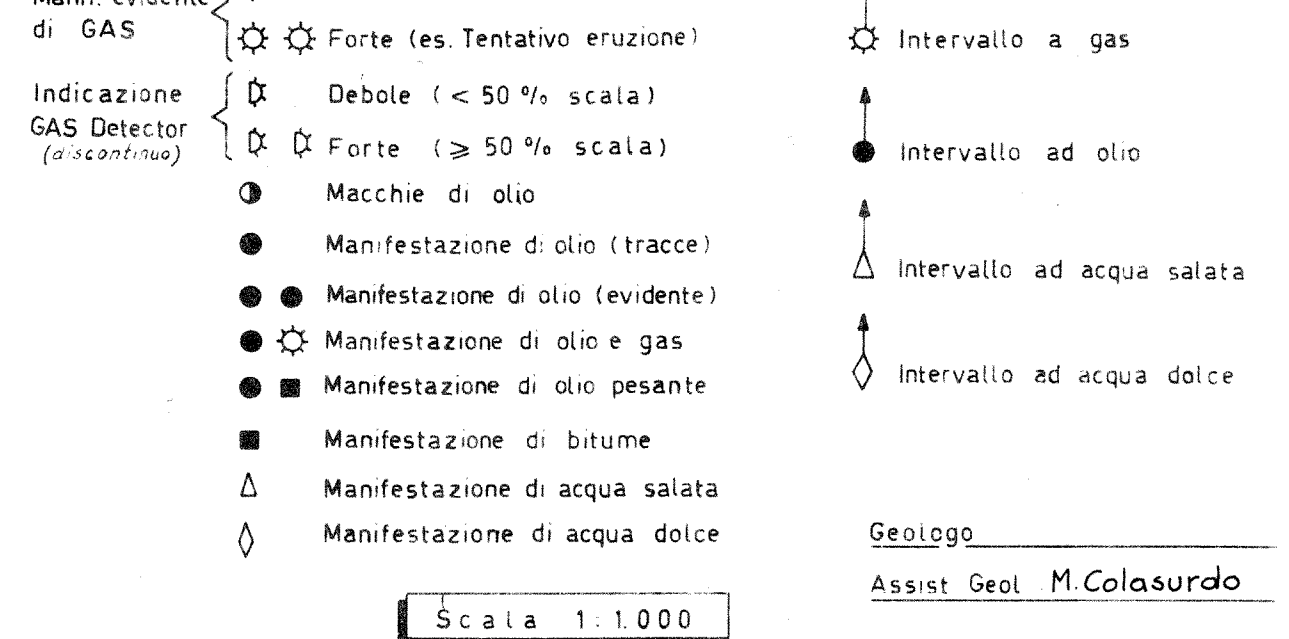 Manif. evidente
di GAS
Forte (es. Tentativo eruzione)
Indicazione
GAS Detector
(discontinuo)
Debole (< 50 % scala)
Forte (⩾ 50 % scala)
Macchie di olio
Manifestazione di olio (tracce)
Manifestazione di olio (evidente)
Manifestazione di olio e gas
Manifestazione di olio pesante
Manifestazione di bitume
Manifestazione di acqua salata
Manifestazione di acqua dolce
Scala 1:1.000
Intervallo a gas
Intervallo ad olio
Intervallo ad acqua salata
Intervallo ad acqua dolce
Geologo
Assist Geol M. Colasurdo